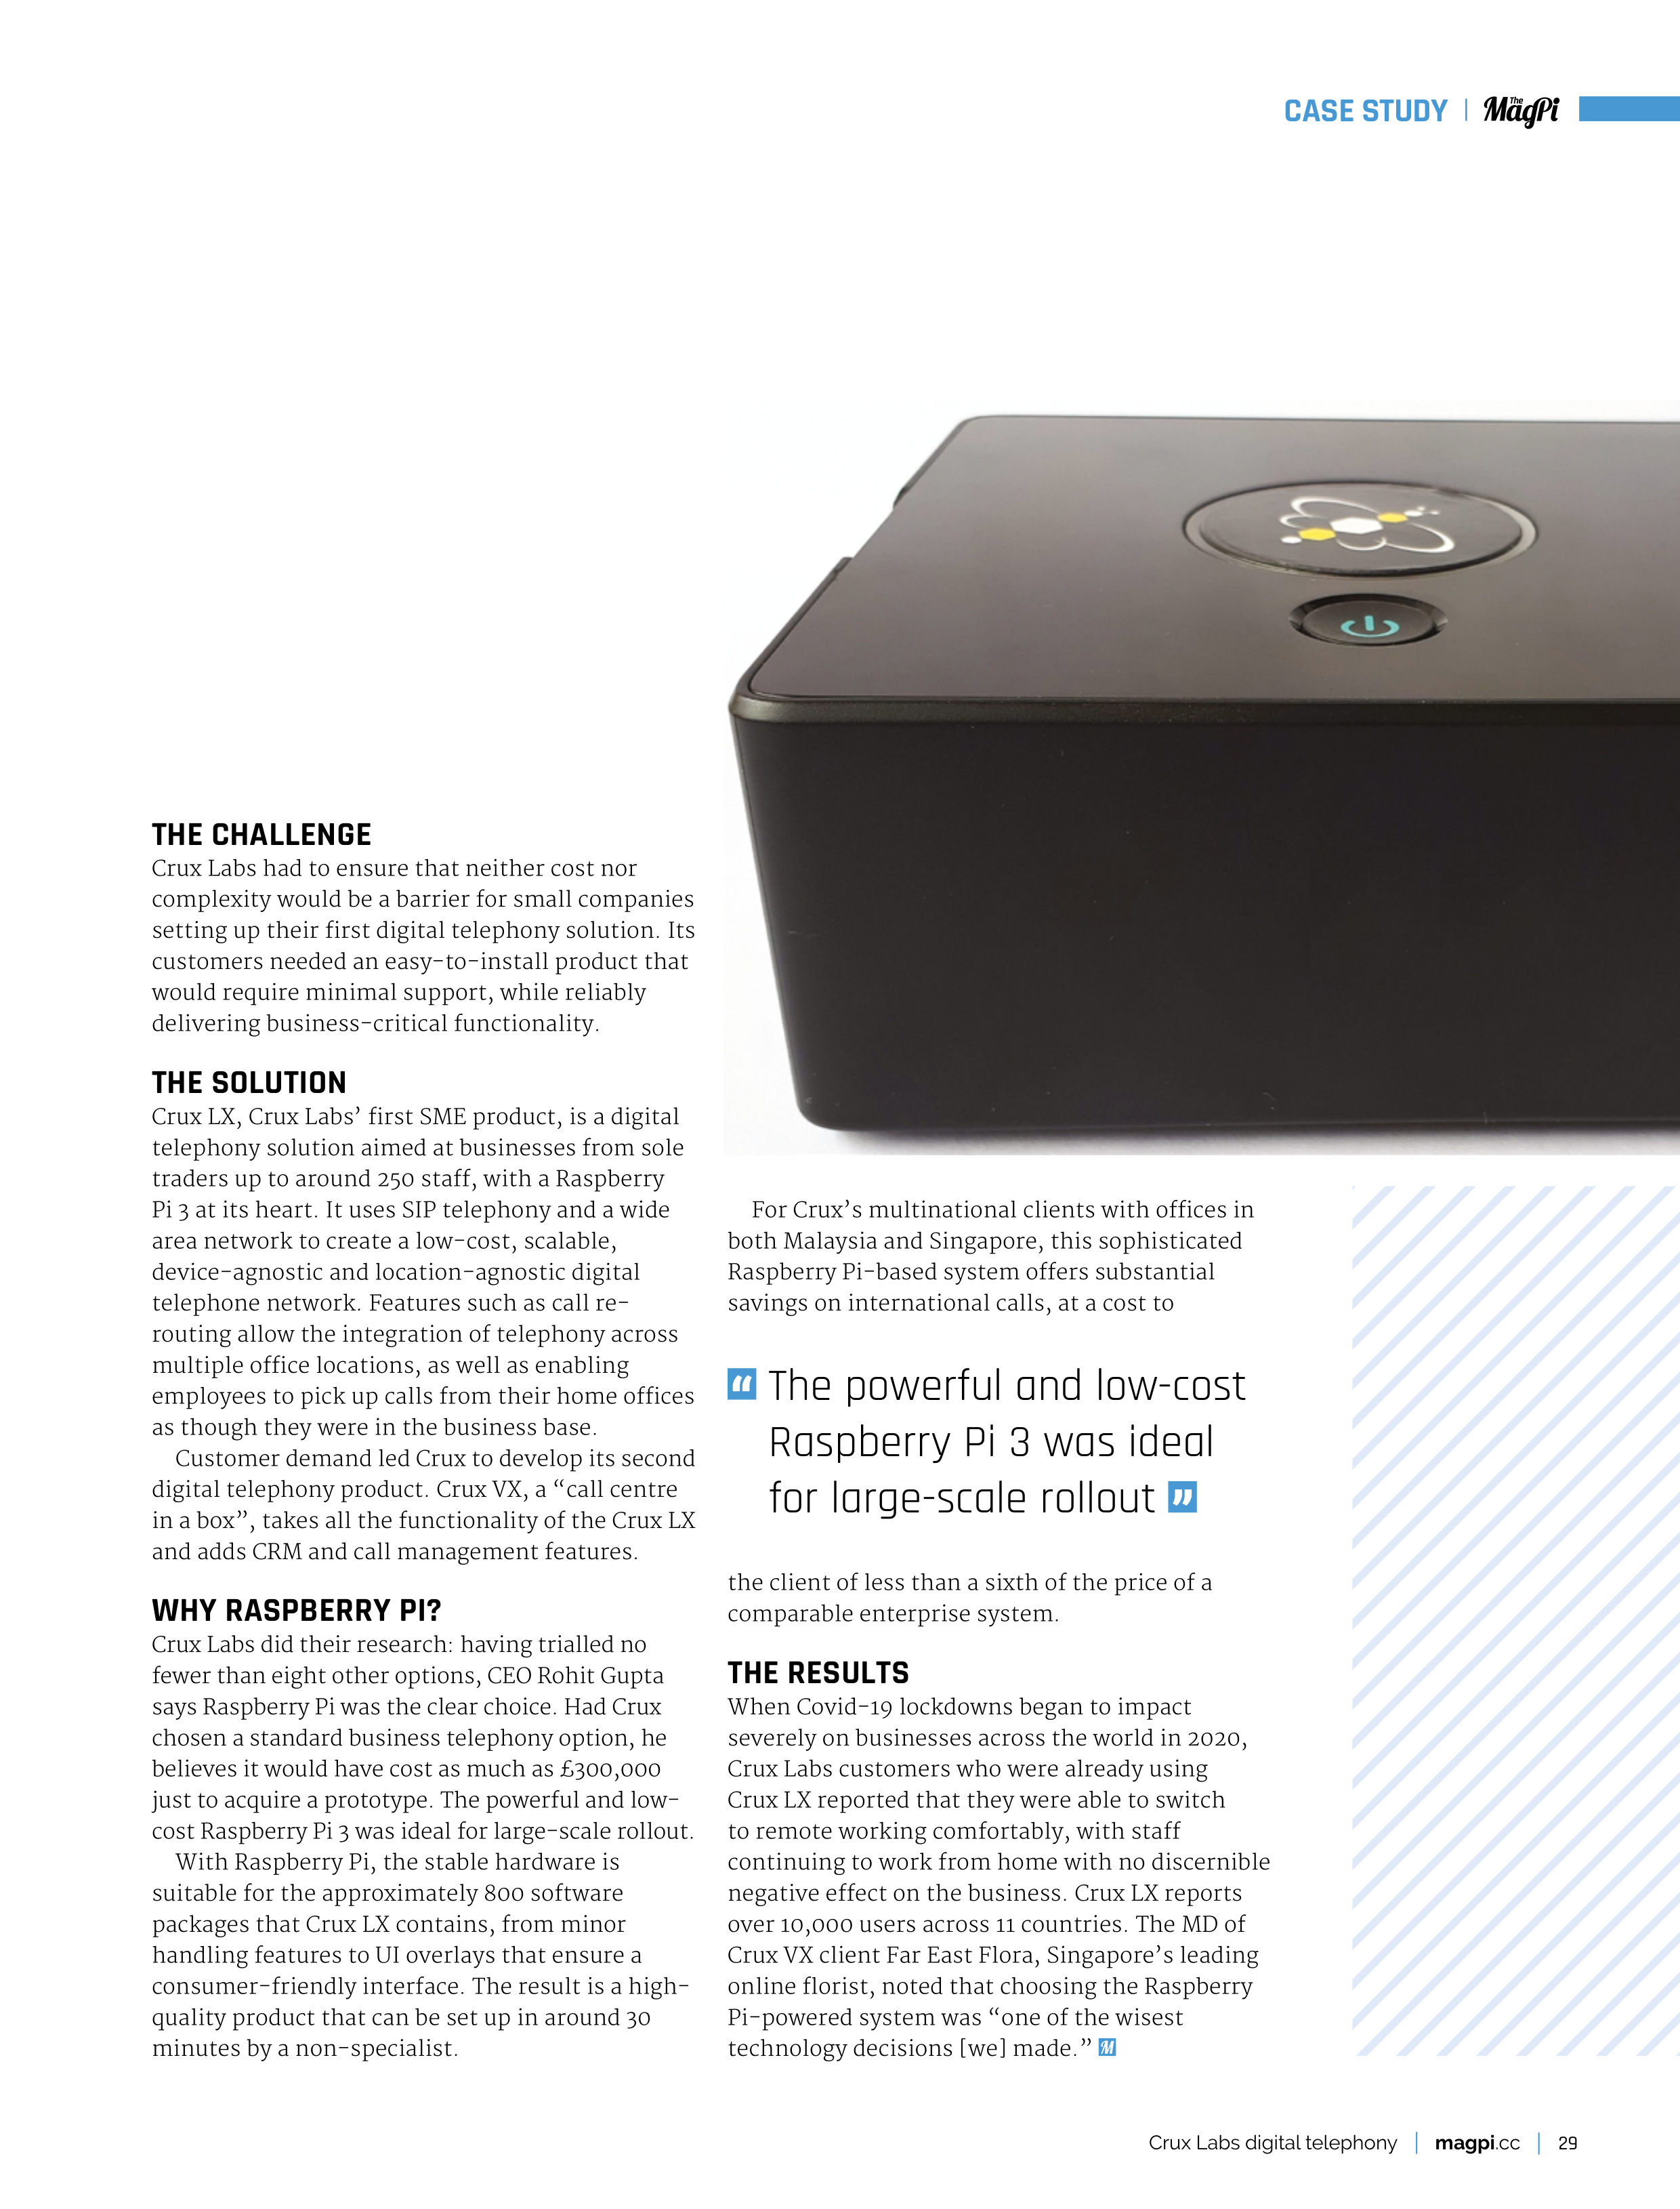 CASE STUDY
The MagPi
THE CHALLENGE
Crux Labs had to ensure that neither cost nor
complexity would be a barrier for small companies
setting up their first digital telephony solution. Its
customers needed an easy-to-install product that
would require minimal support, while reliably
delivering business-critical functionality.
THE SOLUTION
Crux LX, Crux Labs’ first SME product, is a digital
telephony solution aimed at businesses from sole
traders up to around 250 staff, with a Raspberry
Pi 3 at its heart. It uses SIP telephony and a wide
area network to create a low-cost, scalable,
device-agnostic and location-agnostic digital
telephone network. Features such as call re-
routing allow the integration of telephony across
multiple office locations, as well as enabling
employees to pick up calls from their home offices
as though they were in the business base.
Customer demand led Crux to develop its second
digital telephony product. Crux VX, a “call centre
in a box”, takes all the functionality of the Crux LX
and adds CRM and call management features.
WHY RASPBERRY PI?
Crux Labs did their research: having trialled no
fewer than eight other options, CEO Rohit Gupta
says Raspberry Pi was the clear choice. Had Crux
chosen a standard business telephony option, he
believes it would have cost as much as £300,000
just to acquire a prototype. The powerful and low-
cost Raspberry Pi 3 was ideal for large-scale rollout.
With Raspberry Pi, the stable hardware is
suitable for the approximately 800 software
packages that Crux LX contains, from minor
handling features to UI overlays that ensure a
consumer-friendly interface. The result is a high-
quality product that can be set up in around 30
minutes by a non-specialist.
For Crux’s multinational clients with offices in
both Malaysia and Singapore, this sophisticated
Raspberry Pi-based system offers substantial
savings on international calls, at a cost to
“ The powerful and low-cost
Raspberry Pi 3 was ideal
for large-scale rollout ”
the client of less than a sixth of the price of a
comparable enterprise system.
THE RESULTS
When Covid-19 lockdowns began to impact
severely on businesses across the world in 2020,
Crux Labs customers who were already using
Crux LX reported that they were able to switch
to remote working comfortably, with staff
continuing to work from home with no discernible
negative effect on the business. Crux LX reports
over 10,000 users across 11 countries. The MD of
Crux VX client Far East Flora, Singapore’s leading
online florist, noted that choosing the Raspberry
Pi-powered system was “one of the wisest
technology decisions [we] made.” M
Crux Labs digital telephony
magpi.cc
29